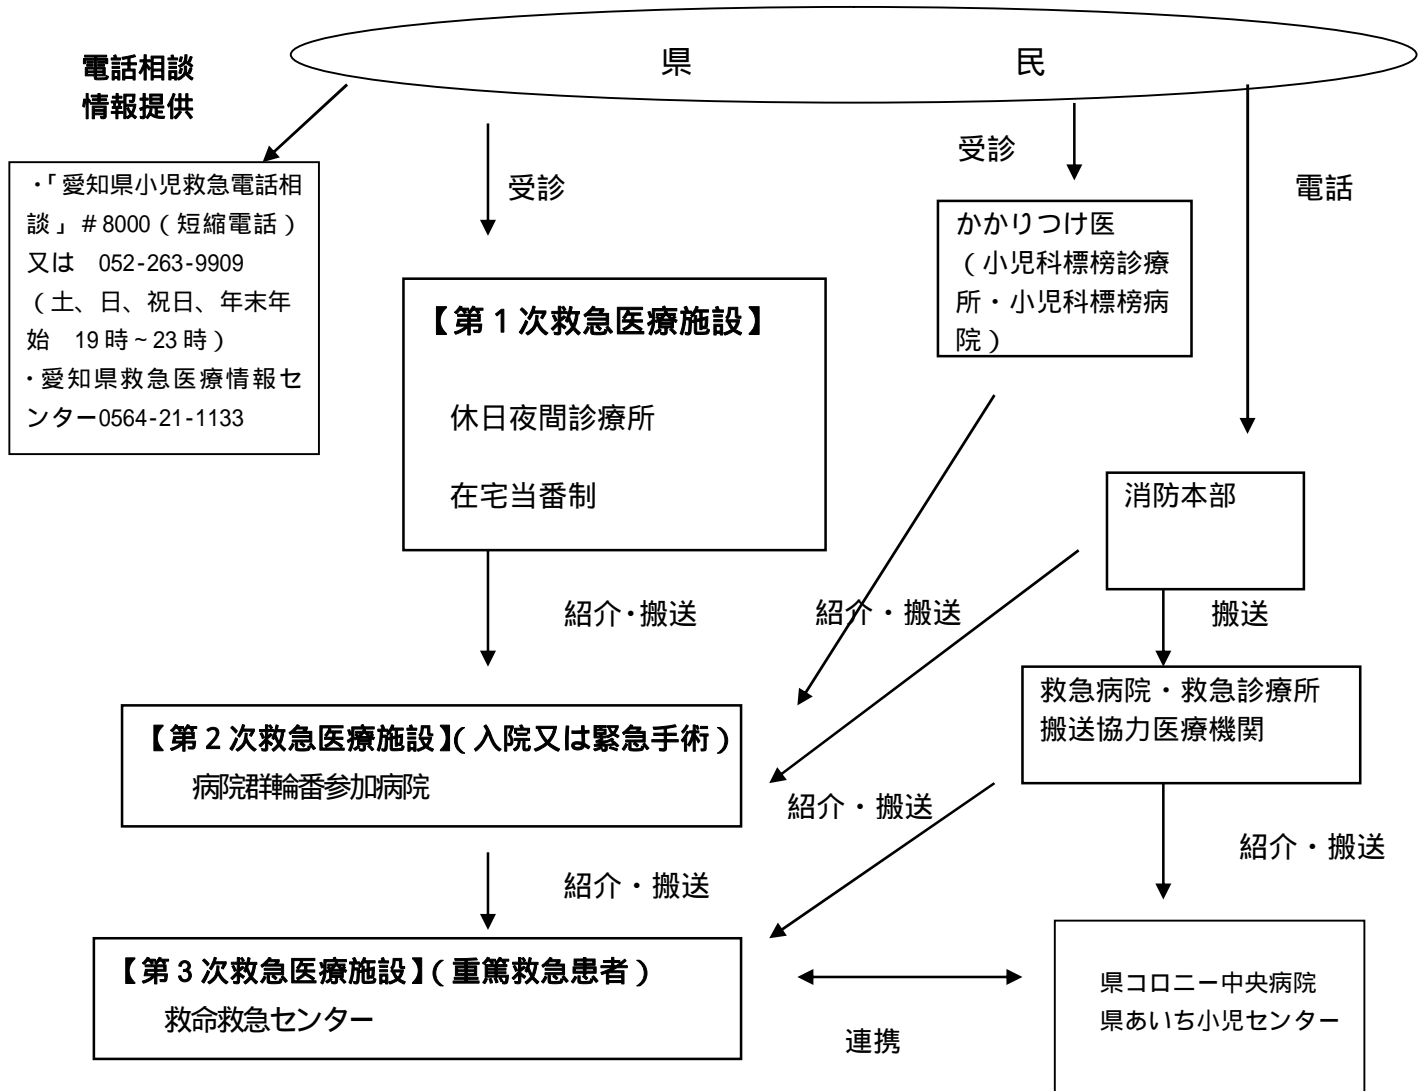 県　民
電話相談
情報提供
・「愛知県小児救急電話相
談」＃8000（短縮電話）
又は　052-263-9909
（土、日、祝日、年末年
始　19時～23時）
・愛知県救急医療情報セ
ンター0564-21-1133
受診
受診
電話
かかりつけ医
（小児科標榜診療
所・小児科標榜病
院）
【第1次救急医療施設】
休日夜間診療所
在宅当番制
消防本部
紹介・搬送
紹介・搬送
搬送
救急病院・救急診療所
搬送協力医療機関
【第2次救急医療施設】（入院又は緊急手術）
病院群輪番参加病院
紹介・搬送
紹介・搬送
紹介・搬送
【第3次救急医療施設】（重篤救急患者）
救命救急センター
連携
県コロニー中央病院
県あいち小児センター